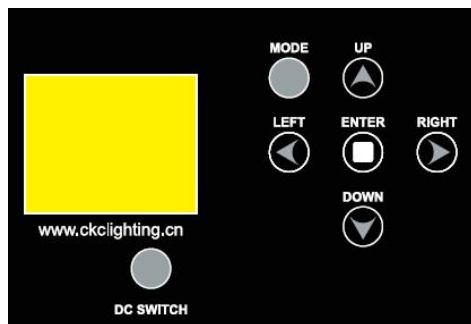 MODE UP
LEFT ENTER RIGHT
DOWN
www.ckclighting.cn
DC SWITCH